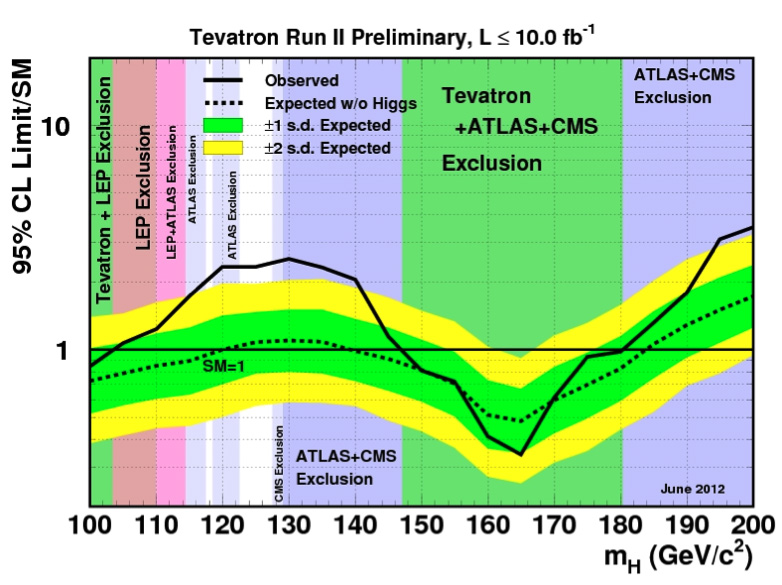 Tevatron Run II Preliminary, L ≤ 10.0 fb⁻¹
95% CL Limit/SM
10
1
Tevatron + LEP Exclusion
LEP Exclusion
LEP+ATLAS Exclusion
ATLAS Exclusion
ATLAS Exclusion
Observed
Expected w/o Higgs
±1 s.d. Expected
±2 s.d. Expected
Tevatron
+ATLAS+CMS
Exclusion
ATLAS+CMS
Exclusion
SM=1
CMS Exclusion
ATLAS+CMS
Exclusion
June 2012
100 110 120 130 140 150 160 170 180 190 200
m_H (GeV/c²)